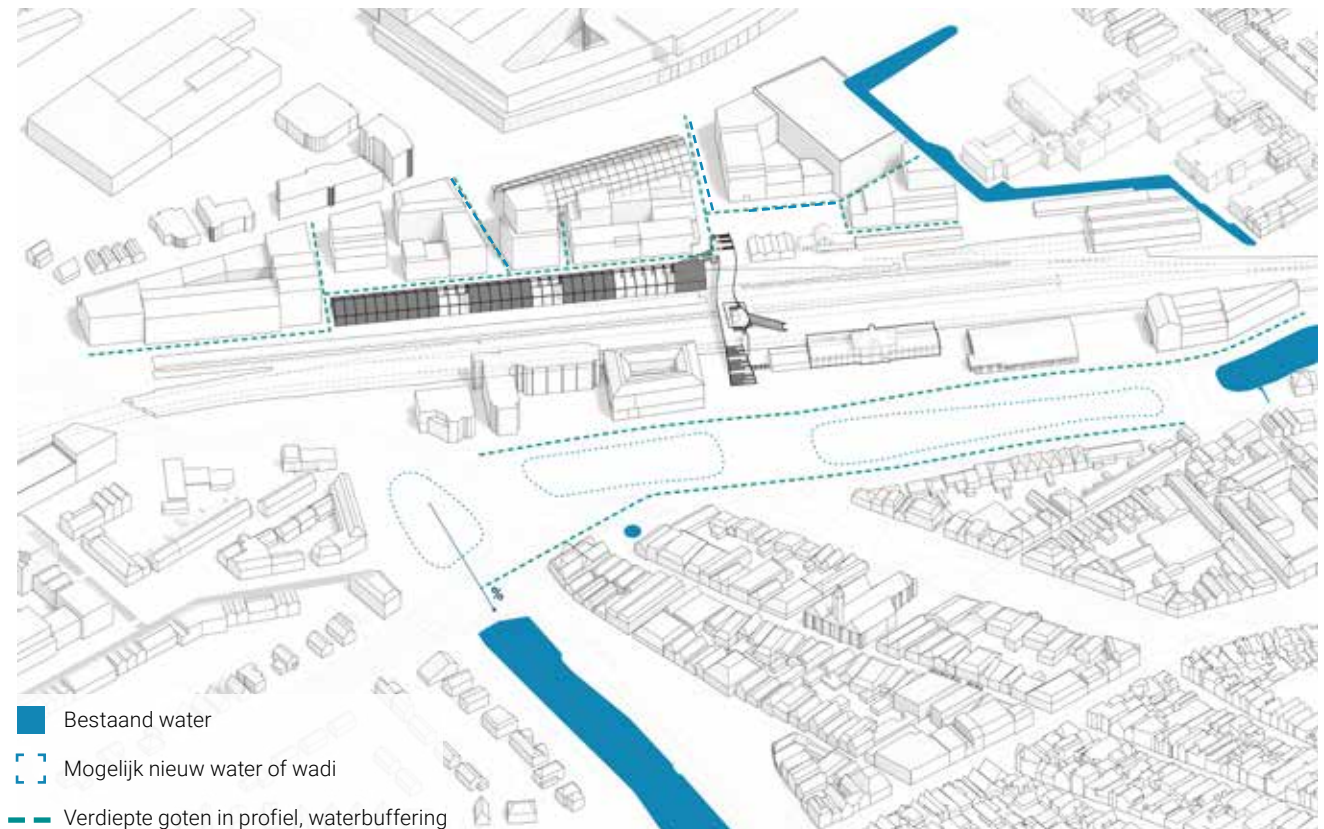 Bestaand water
Mogelijk nieuw water of wadi
Verdiepte goten in profiel, waterbuffering